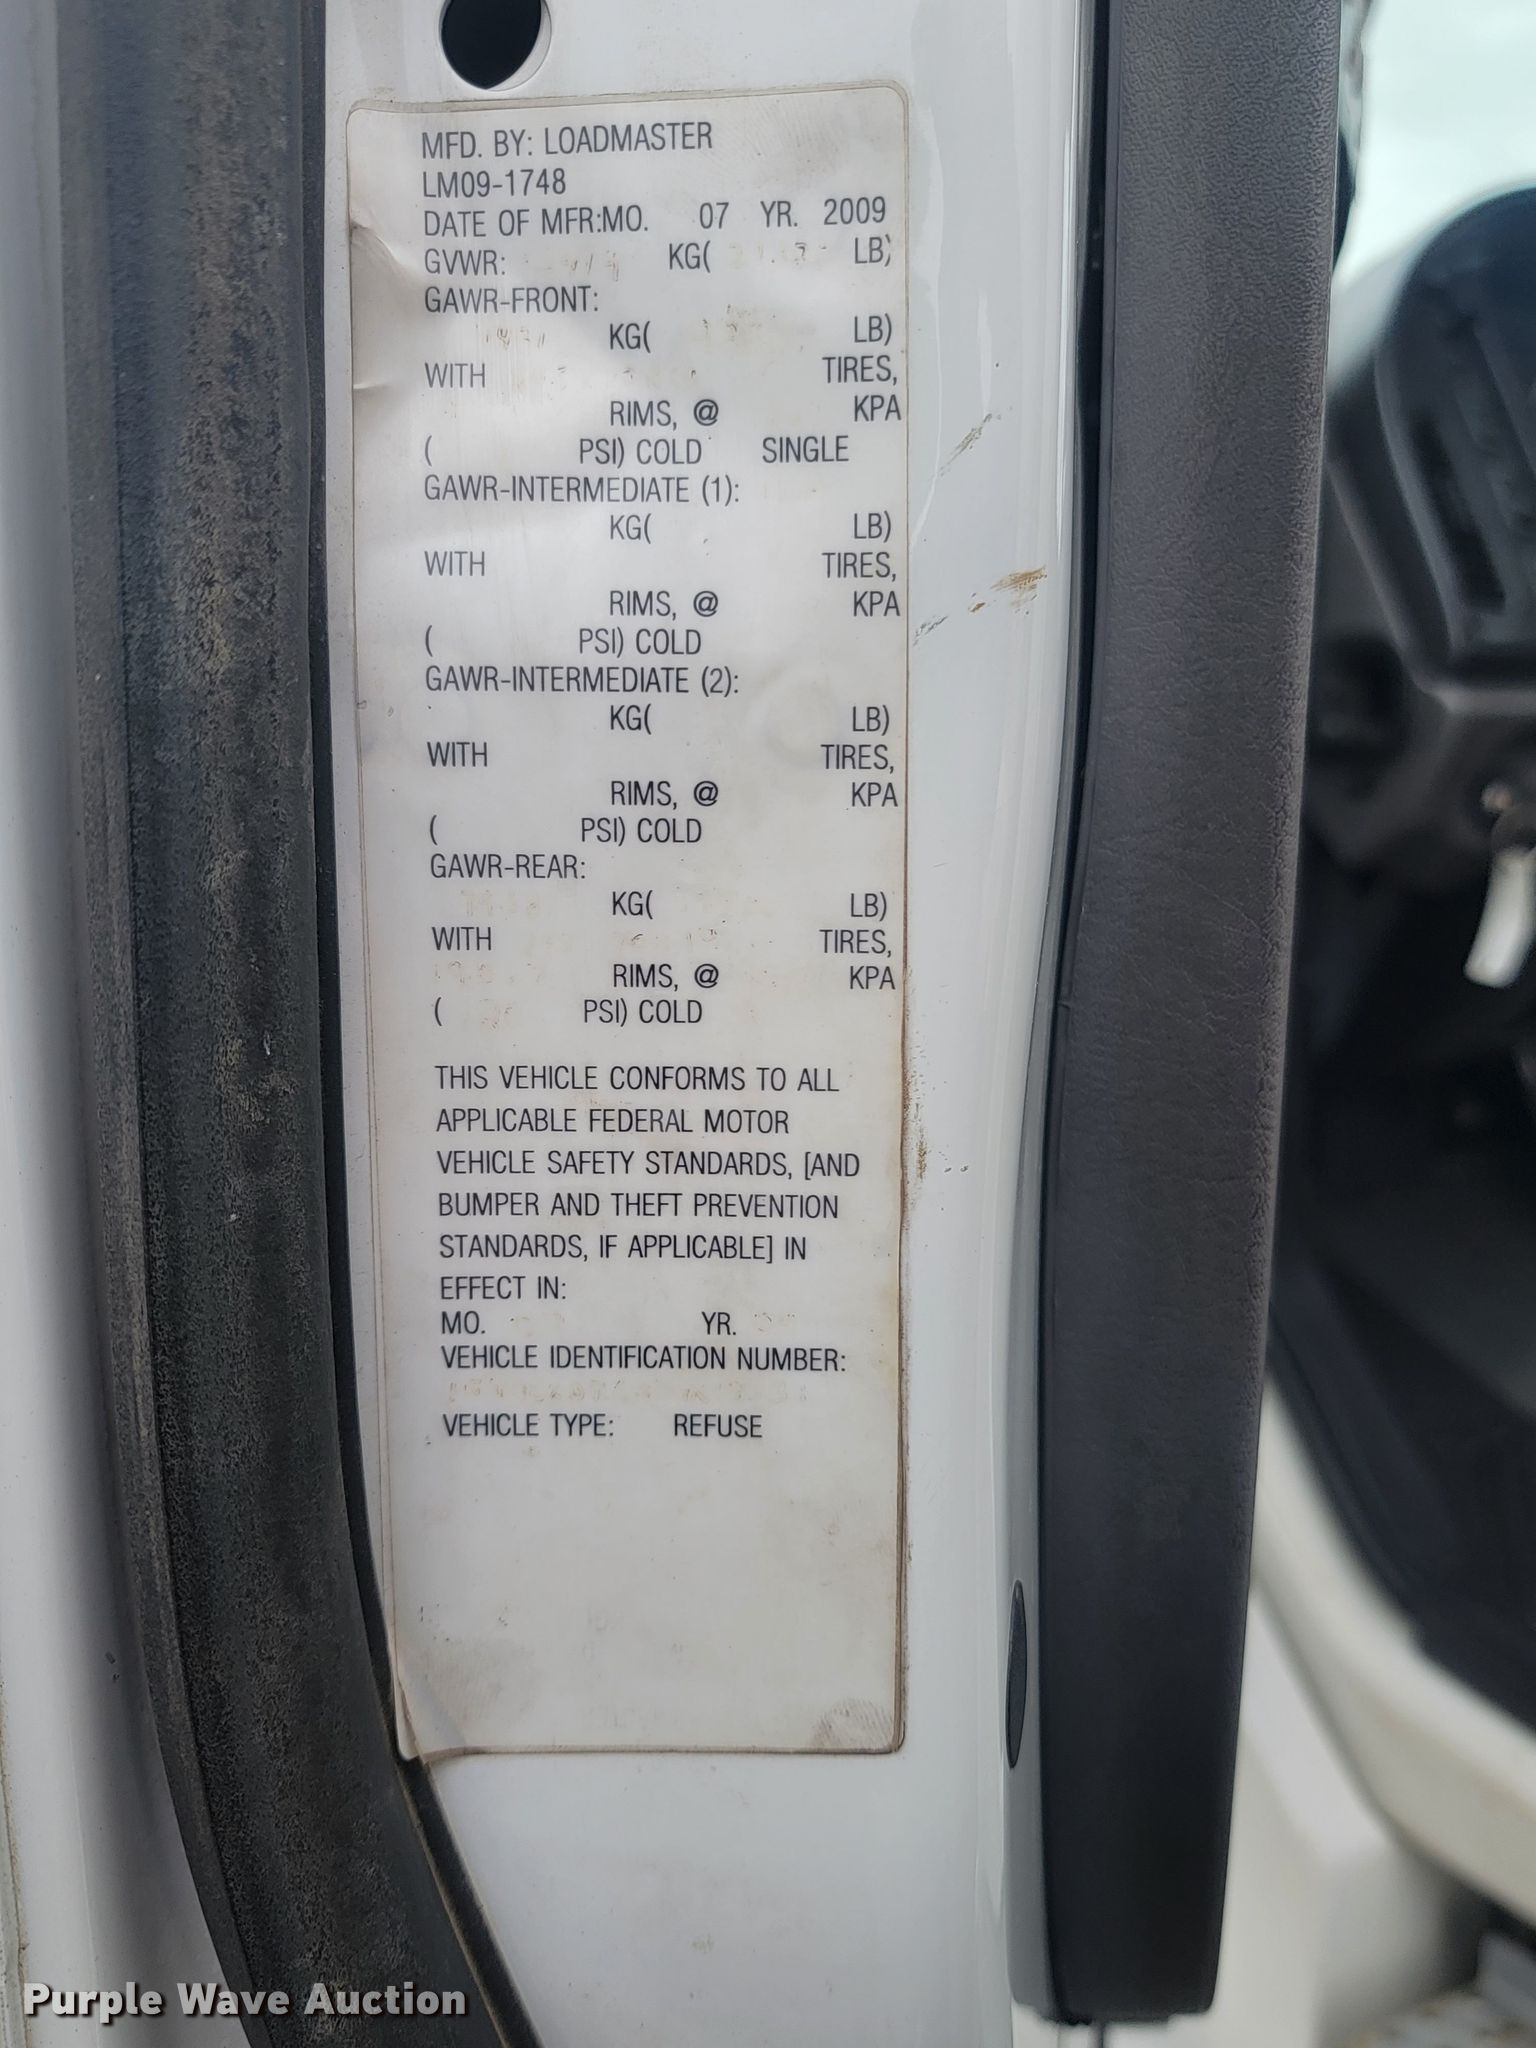 MFD. BY: LOADMASTER
LM09-1748
DATE OF MFR:MO. 07 YR. 2009
GVWR: KG( LB)
GAWR-FRONT:
KG( LB)
WITH TIRES,
RIMS, @ KPA
( PSI) COLD SINGLE
GAWR-INTERMEDIATE (1):
KG( LB)
WITH TIRES,
RIMS, @ KPA
( PSI) COLD
GAWR-INTERMEDIATE (2):
KG( LB)
WITH TIRES,
RIMS, @ KPA
( PSI) COLD
GAWR-REAR:
KG( LB)
WITH TIRES,
RIMS, @ KPA
( PSI) COLD
THIS VEHICLE CONFORMS TO ALL
APPLICABLE FEDERAL MOTOR
VEHICLE SAFETY STANDARDS, [AND
BUMPER AND THEFT PREVENTION
STANDARDS, IF APPLICABLE] IN
EFFECT IN:
MO. YR.
VEHICLE IDENTIFICATION NUMBER:
VEHICLE TYPE: REFUSE
Purple Wave Auction